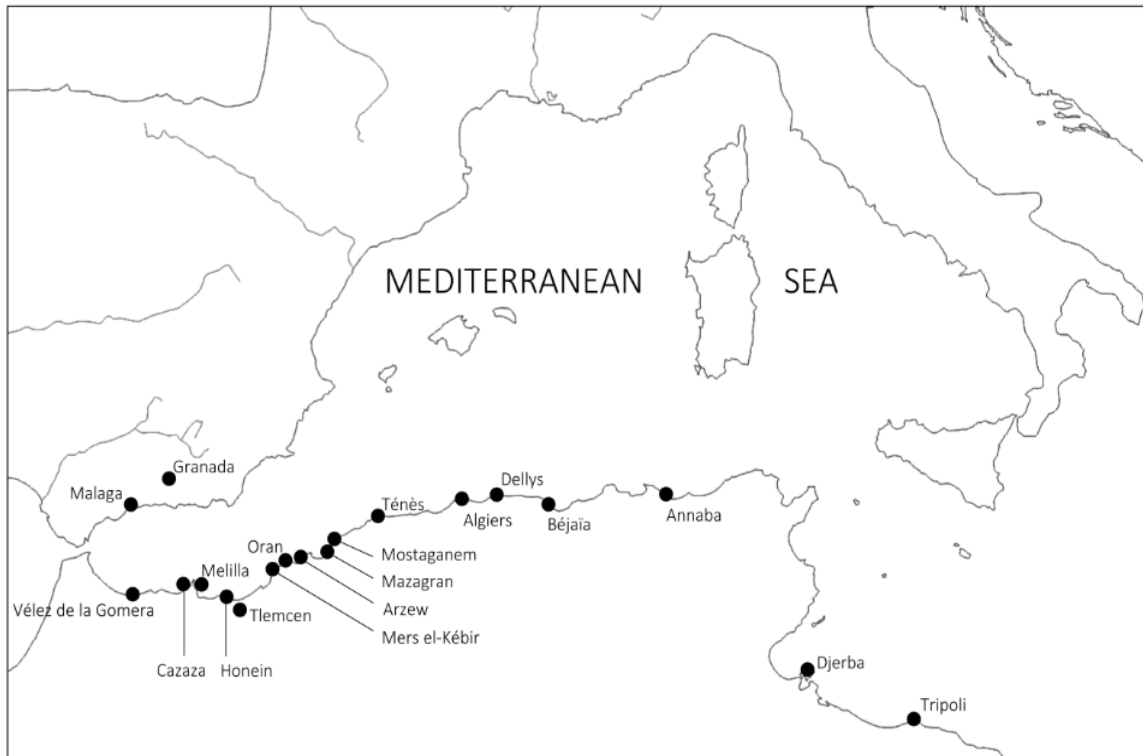 MEDITERRANEAN SEA
Granada
Malaga
Dellys
Ténès
Algiers
Béjaïa
Annaba
Oran
Mostaganem
Melilla
Mazagran
Vélez de la Gomera
Tlemcen
Arzew
Mers el-Kébir
Cazaza
Honein
Djerba
Tripoli